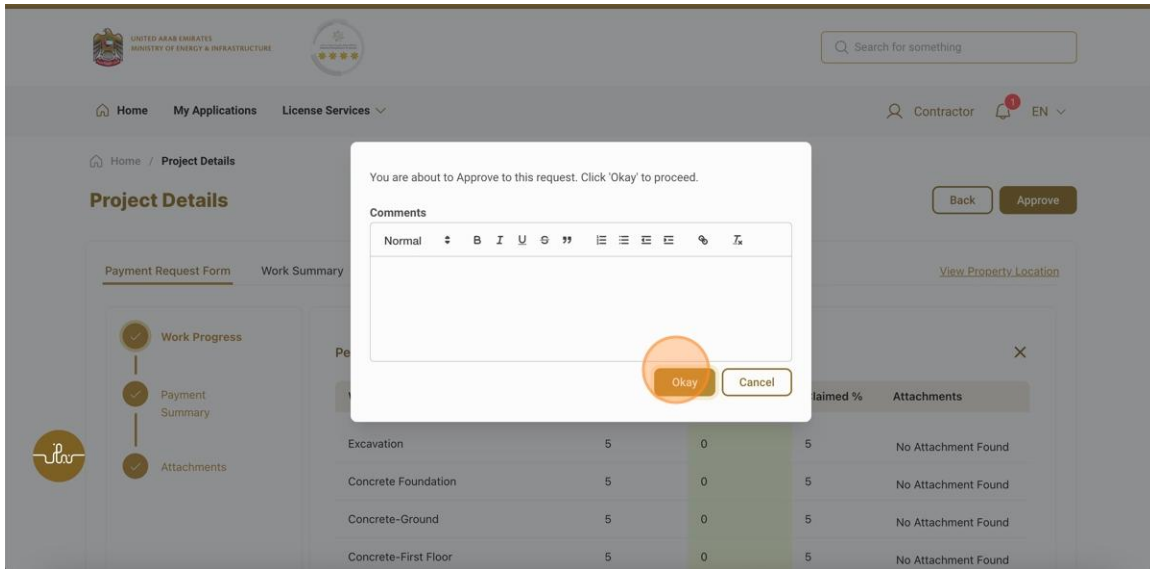 UNITED ARAB EMIRATES
MINISTRY OF ENERGY & INFRASTRUCTURE
Search for something
Home My Applications License Services
Contractor 1 EN
Home / Project Details
Project Details
Back Approve
You are about to Approve to this request. Click 'Okay' to proceed.
Comments
Normal B I U S
Okay Cancel
Payment Request Form Work Summary
View Property Location
Work Progress
Payment
Summary
Attachments
laimed % Attachments
Excavation 5 0 5 No Attachment Found
Concrete Foundation 5 0 5 No Attachment Found
Concrete-Ground 5 0 5 No Attachment Found
Concrete-First Floor 5 0 5 No Attachment Found